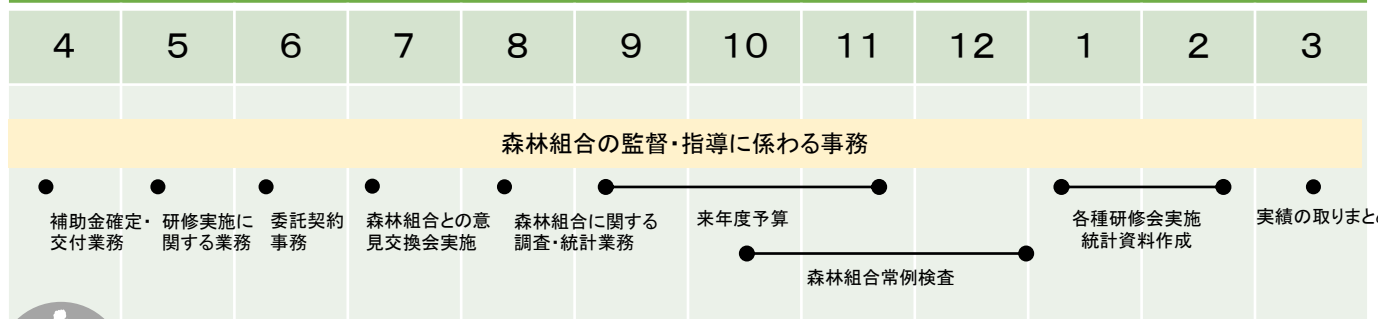 4 5 6 7 8 9 10 11 12 1 2 3
森林組合の監督・指導に係わる事務
補助金確定・
交付業務
研修実施に
関する業務
委託契約
事務
森林組合との意
見交換会実施
森林組合に関する
調査・統計業務
来年度予算
各種研修会実施
統計資料作成
実績の取りまと
森林組合常例検査